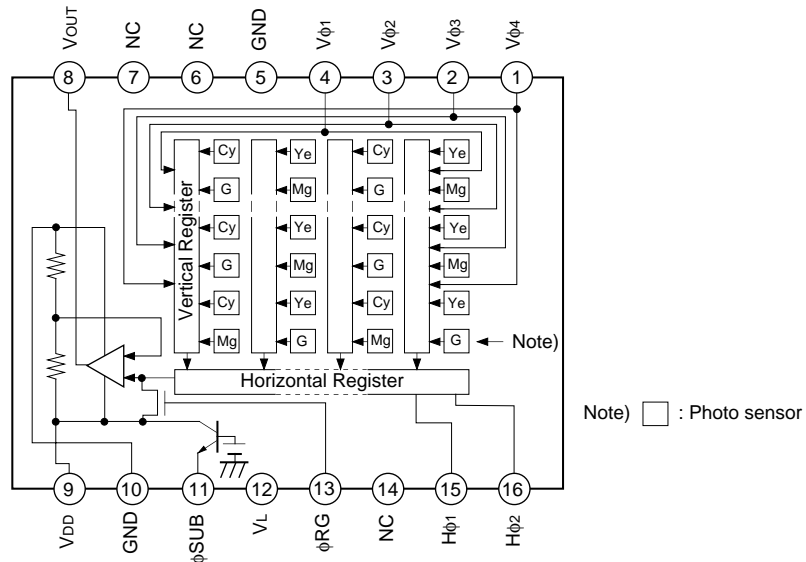 VOUT NC NC GND Vφ1 Vφ2 Vφ3 Vφ4
8 7 6 5 4 3 2 1
Cy Ye Cy Ye
G Mg G Mg
Cy Ye Cy Ye
G Mg G Mg
Cy Ye Cy Ye
Mg G Mg G
Vertical Register
Note)
Horizontal Register
Note) : Photo sensor
9 10 11 12 13 14 15 16
VDD GND φSUB VL φRG NC Hφ1 Hφ2